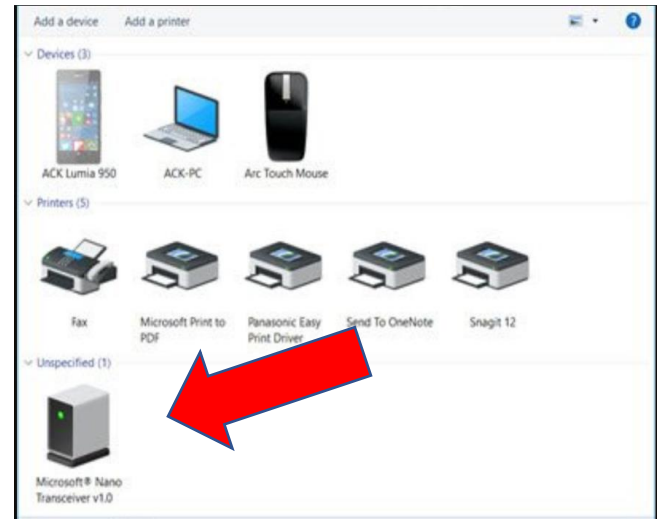 Add a device Add a printer
Devices (3)
ACK Lumia 950 ACK-PC Arc Touch Mouse
Printers (5)
Fax Microsoft Print to Panasonic Easy Send To OneNote Snagit 12
PDF Print Driver
Unspecified (1)
Microsoft® Nano
Transceiver v1.0